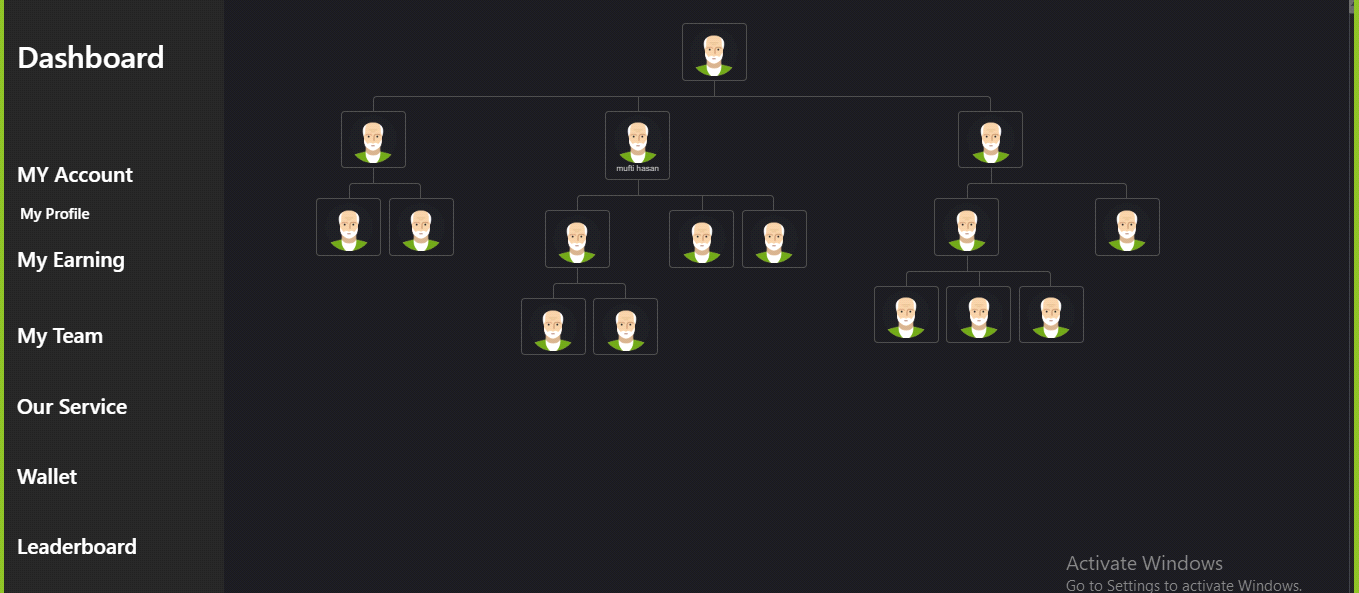 Dashboard
MY Account
My Profile
My Earning
My Team
Our Service
Wallet
Leaderboard
mufli hasan
Activate Windows
Go to Settings to activate Windows.